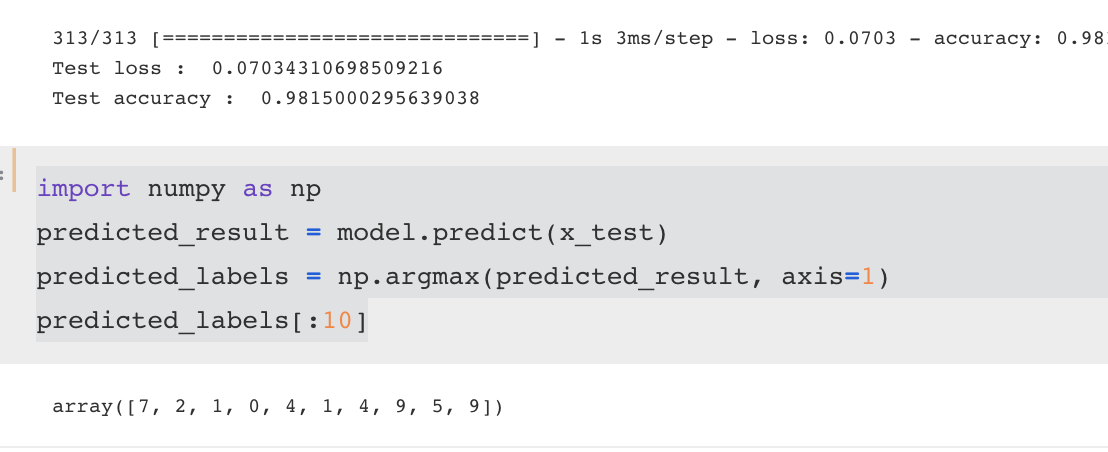 313/313 [==============================] - 1s 3ms/step - loss: 0.0703 - accuracy: 0.98
Test loss :  0.07034310698509216
Test accuracy :  0.9815000295639038
:
import numpy as np
predicted_result = model.predict(x_test)
predicted_labels = np.argmax(predicted_result, axis=1)
predicted_labels[:10]
array([7, 2, 1, 0, 4, 1, 4, 9, 5, 9])